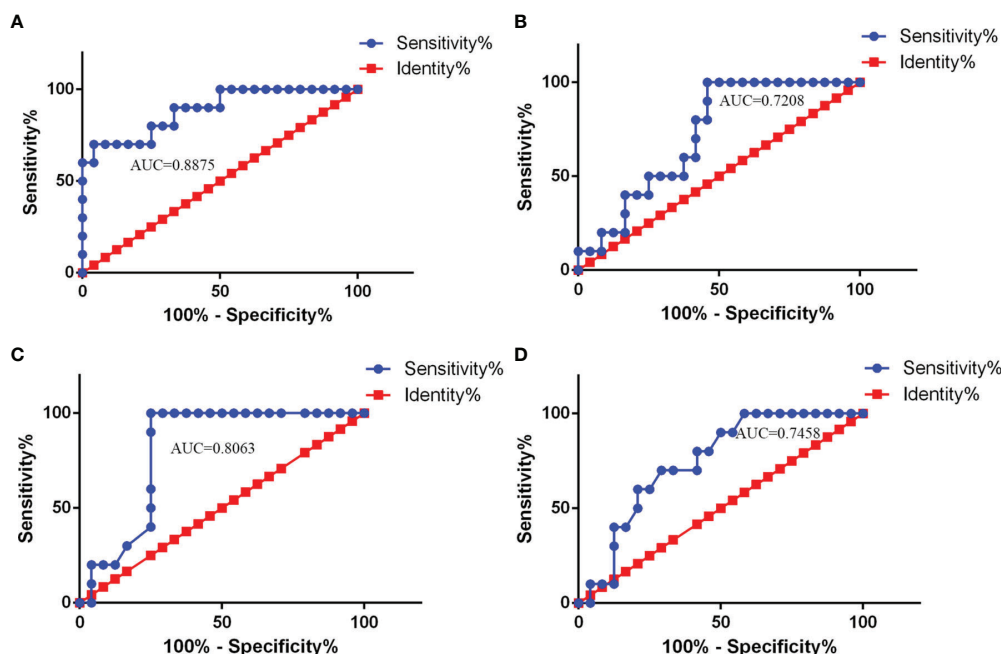 A
Sensitivity%
Identity%
100
50
0
Sensitivity%
AUC=0.8875
0 50 100
100% - Specificity%
B
Sensitivity%
Identity%
100
50
0
Sensitivity%
AUC=0.7208
0 50 100
100% - Specificity%
C
Sensitivity%
Identity%
100
50
0
Sensitivity%
AUC=0.8063
0 50 100
100% - Specificity%
D
Sensitivity%
Identity%
100
50
0
Sensitivity%
AUC=0.7458
0 50 100
100% - Specificity%